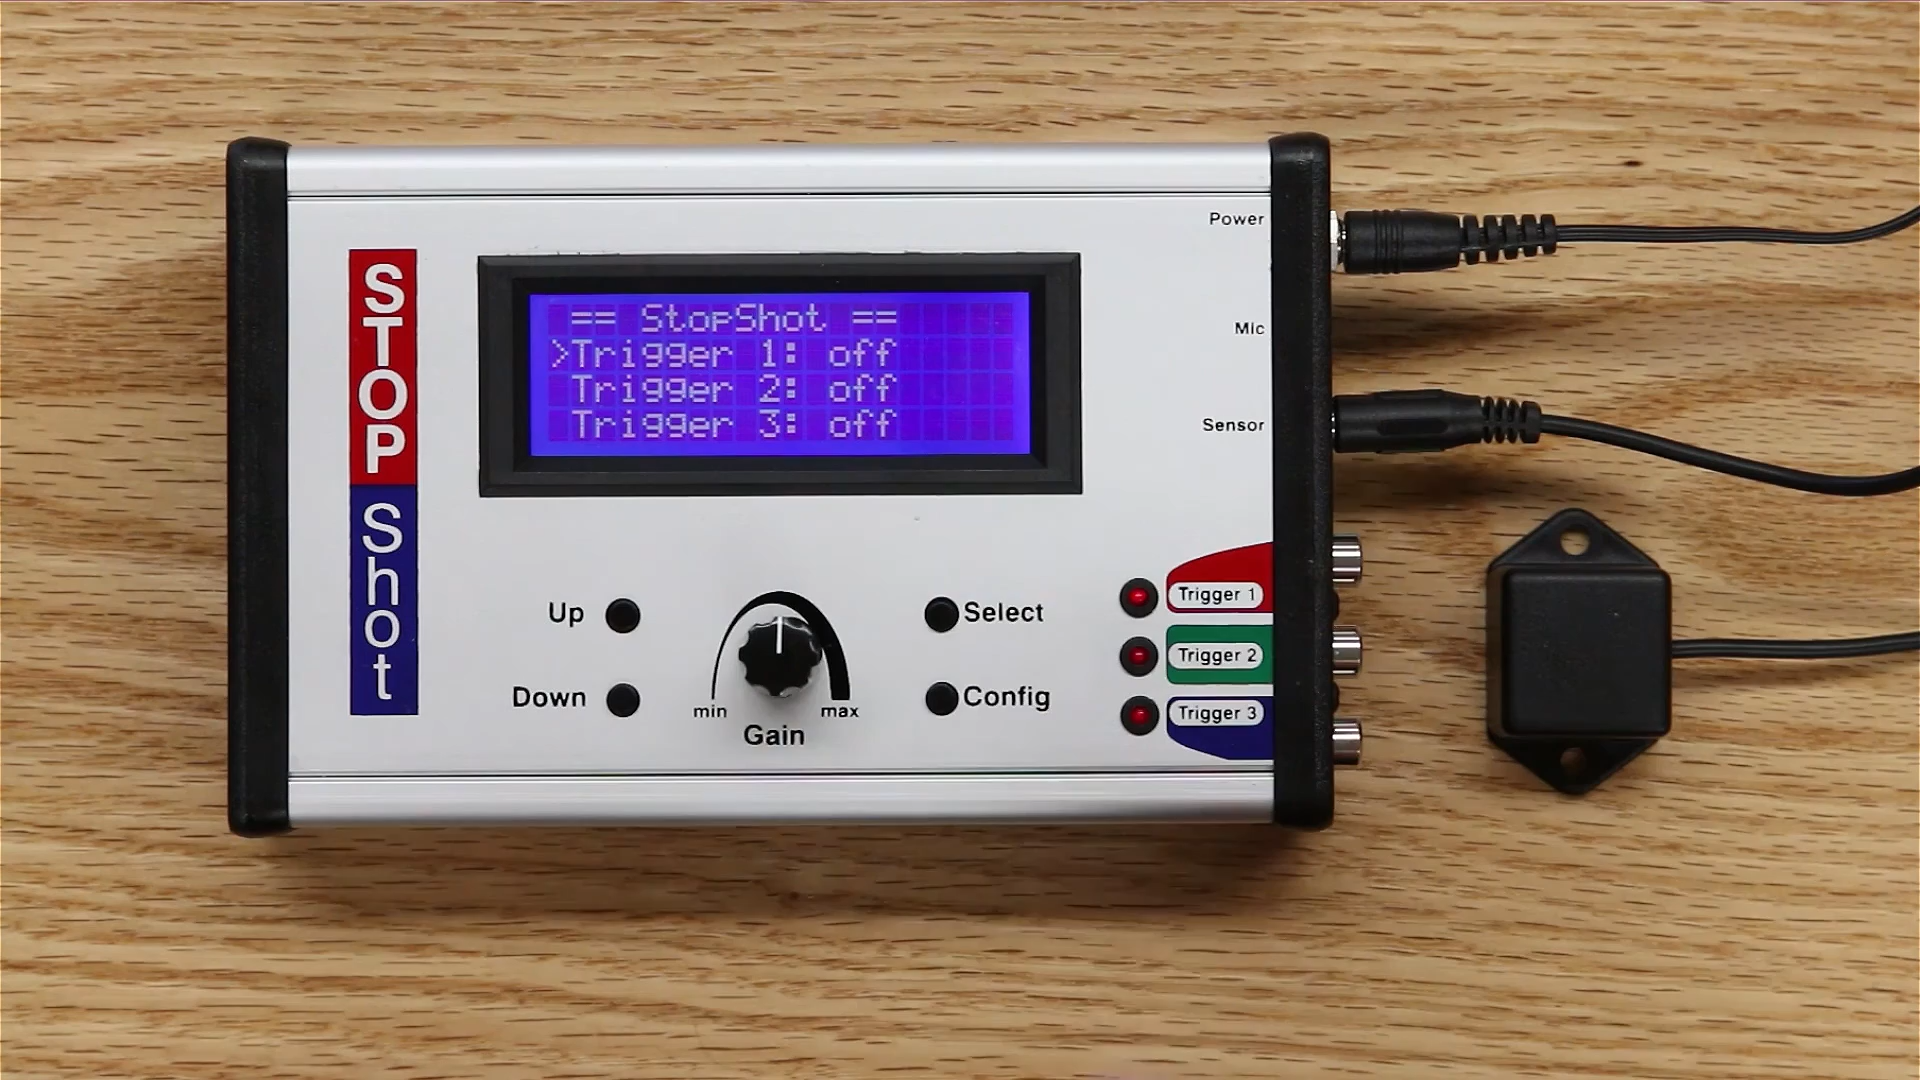 STOP Shot
== StopShot ==
>Trigger 1: off
Trigger 2: off
Trigger 3: off
Power
Mic
Sensor
Up
Down
min
max
Gain
Select
Config
Trigger 1
Trigger 2
Trigger 3